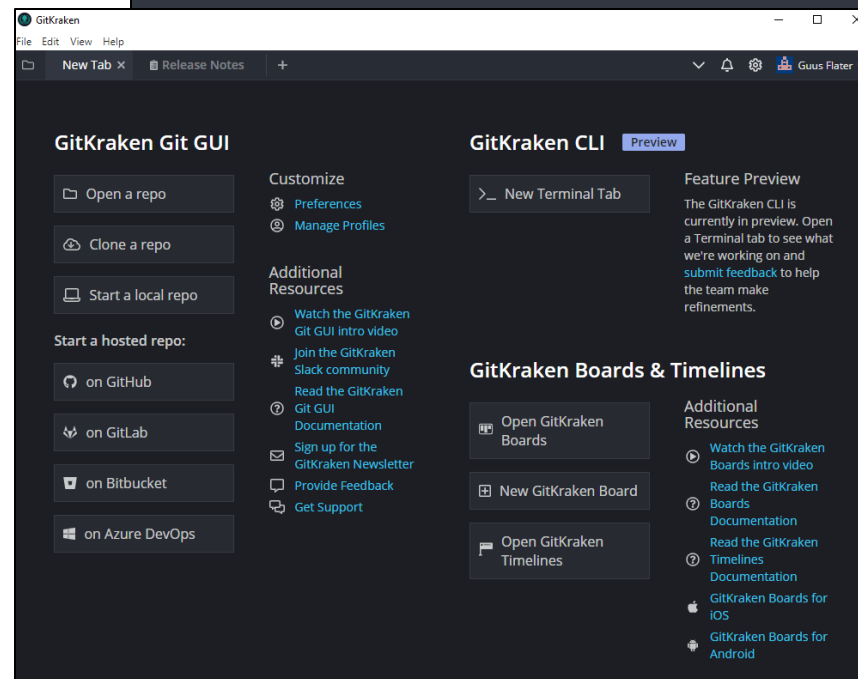 GitKraken
File Edit View Help
New Tab ×
Release Notes
+
Guus Flater
GitKraken Git GUI
Open a repo
Clone a repo
Start a local repo
Start a hosted repo:
on GitHub
on GitLab
on Bitbucket
on Azure DevOps
Customize
Preferences
Manage Profiles
Additional
Resources
Watch the GitKraken
Git GUI intro video
Join the GitKraken
Slack community
Read the GitKraken
Git GUI
Documentation
Sign up for the
GitKraken Newsletter
Provide Feedback
Get Support
GitKraken CLI
Preview
>_ New Terminal Tab
Feature Preview
The GitKraken CLI is
currently in preview. Open
a Terminal tab to see what
we're working on and
submit feedback to help
the team make
refinements.
GitKraken Boards & Timelines
Open GitKraken
Boards
New GitKraken Board
Open GitKraken
Timelines
Additional
Resources
Watch the GitKraken
Boards intro video
Read the GitKraken
Boards
Documentation
Read the GitKraken
Timelines
Documentation
GitKraken Boards for
iOS
GitKraken Boards for
Android